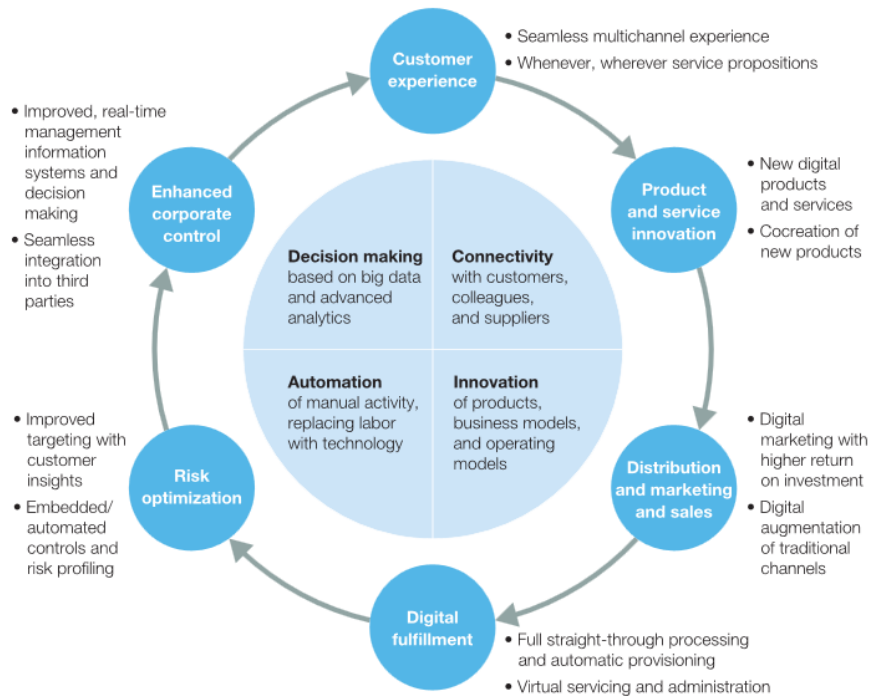 Customer
experience
• Seamless multichannel experience
• Whenever, wherever service propositions
Product
and service
innovation
• New digital
products
and services
• Cocreation of
new products
Distribution
and marketing
and sales
• Digital
marketing with
higher return
on investment
• Digital
augmentation
of traditional
channels
Digital
fulfillment
• Full straight-through processing
and automatic provisioning
• Virtual servicing and administration
Risk
optimization
• Improved
targeting with
customer
insights
• Embedded/
automated
controls and
risk profiling
Enhanced
corporate
control
• Improved, real-time
management
information
systems and
decision
making
• Seamless
integration
into third
parties
Decision making
based on big data
and advanced
analytics
Connectivity
with customers,
colleagues,
and suppliers
Automation
of manual activity,
replacing labor
with technology
Innovation
of products,
business models,
and operating
models